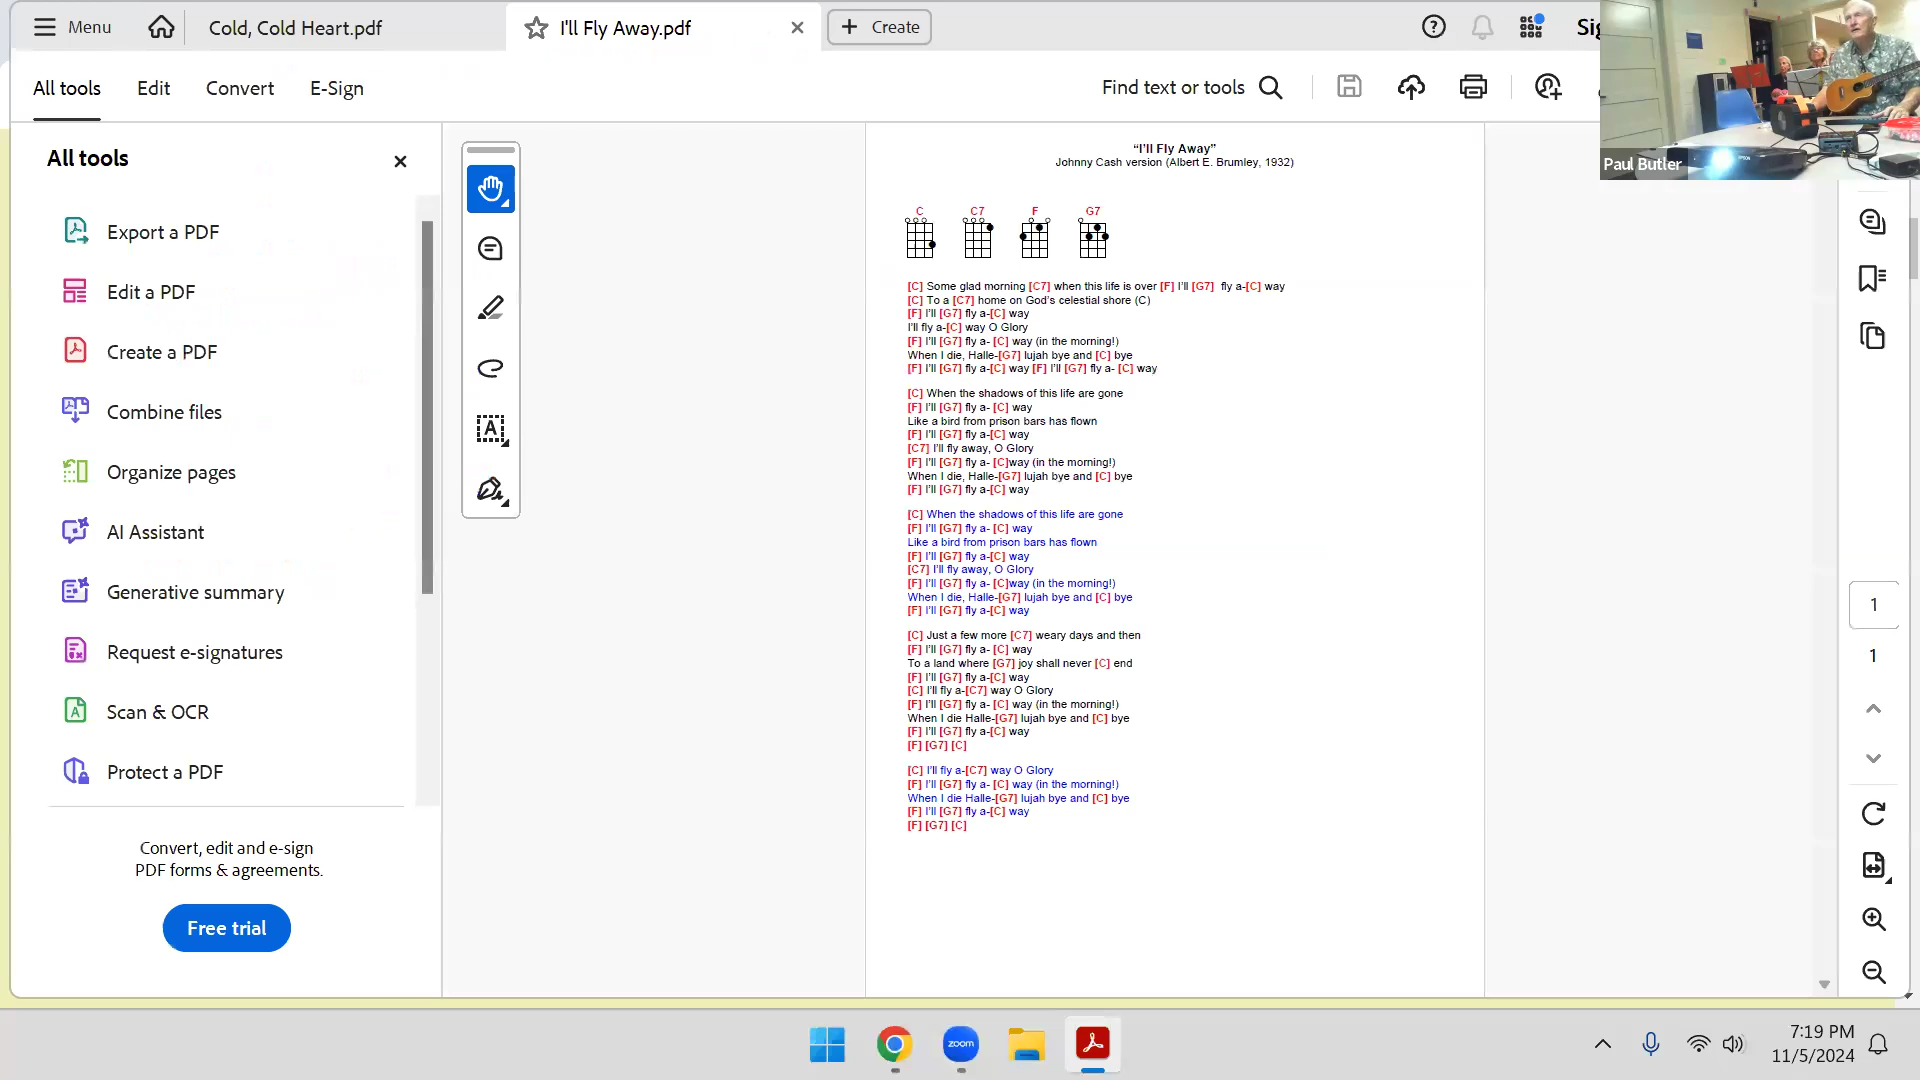 Menu
Cold, Cold Heart.pdf
I'll Fly Away.pdf
Create
All tools
Edit
Convert
E-Sign
Find text or tools
Paul Butler
All tools
Export a PDF
Edit a PDF
Create a PDF
Combine files
Organize pages
AI Assistant
Generative summary
Request e-signatures
Scan & OCR
Protect a PDF
Convert, edit and e-sign
PDF forms & agreements.
Free trial
“I’ll Fly Away”
Johnny Cash version (Albert E. Brumley, 1932)
C C7 F G7
[C] Some glad morning [C7] when this life is over [F] I’ll [G7] fly a-[C] way
[C] To a [C7] home on God’s celestial shore (C)
[F] I’ll [G7] fly a-[C] way
I’ll fly a-[C] way O Glory
[F] I’ll [G7] fly a- [C] way (in the morning!)
When I die, Halle-[G7] lujah bye and [C] bye
[F] I’ll [G7] fly a-[C] way [F] I’ll [G7] fly a- [C] way
[C] When the shadows of this life are gone
[F] I’ll [G7] fly a- [C] way
Like a bird from prison bars has flown
[F] I’ll [G7] fly a-[C] way
[C7] I’ll fly away, O Glory
[F] I’ll [G7] fly a- [C]way (in the morning!)
When I die, Halle-[G7] lujah bye and [C] bye
[F] I’ll [G7] fly a-[C] way
[C] When the shadows of this life are gone
[F] I’ll [G7] fly a- [C] way
Like a bird from prison bars has flown
[F] I’ll [G7] fly a-[C] way
[C7] I’ll fly away, O Glory
[F] I’ll [G7] fly a- [C]way (in the morning!)
When I die, Halle-[G7] lujah bye and [C] bye
[F] I’ll [G7] fly a-[C] way
[C] Just a few more [C7] weary days and then
[F] I’ll [G7] fly a- [C] way
To a land where [G7] joy shall never [C] end
[F] I’ll [G7] fly a-[C] way
[C] I’ll fly a-[C7] way O Glory
[F] I’ll [G7] fly a- [C] way (in the morning!)
When I die Halle-[G7] lujah bye and [C] bye
[F] I’ll [G7] fly a-[C] way
[F] [G7] [C]
[C] I’ll fly a-[C7] way O Glory
[F] I’ll [G7] fly a- [C] way (in the morning!)
When I die Halle-[G7] lujah bye and [C] bye
[F] I’ll [G7] fly a-[C] way
[F] [G7] [C]
1
1
zoom
7:19 PM
11/5/2024